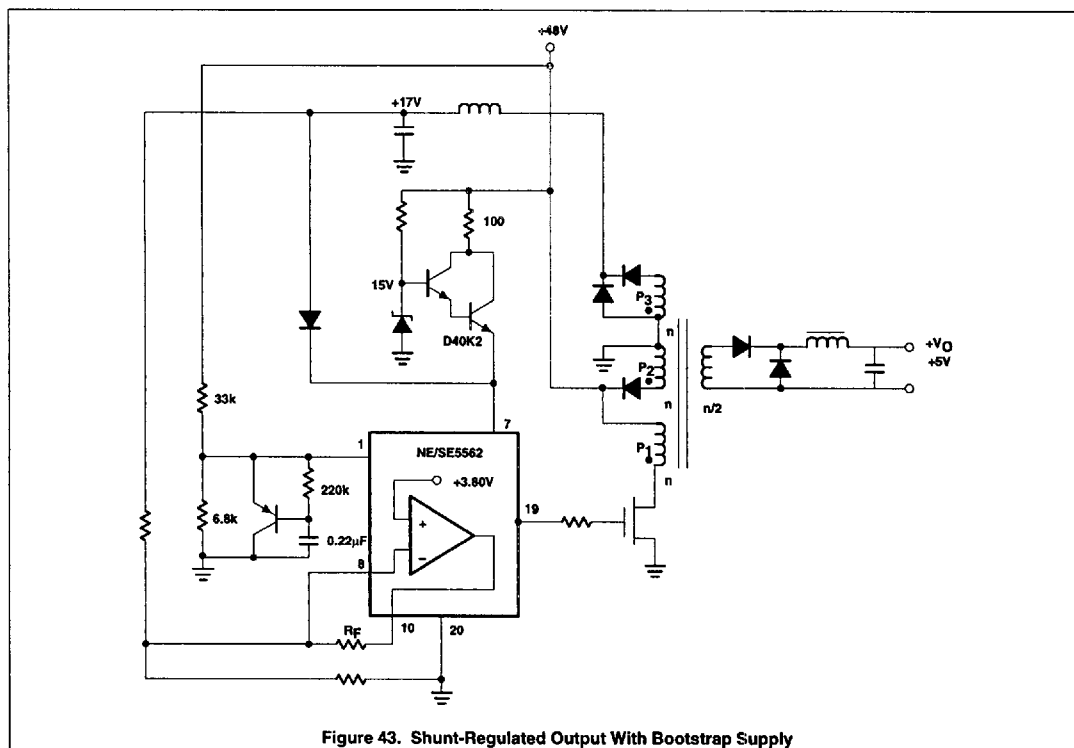 +48V
+17V
100
15V
D40K2
P3
n
P2
n
n/2
P1
n
+VO
+5V
33k
1
7
NE/SE5562
220k
+3.80V
6.8k
0.22µF
+
−
19
8
RF
10
20
Figure 43. Shunt-Regulated Output With Bootstrap Supply